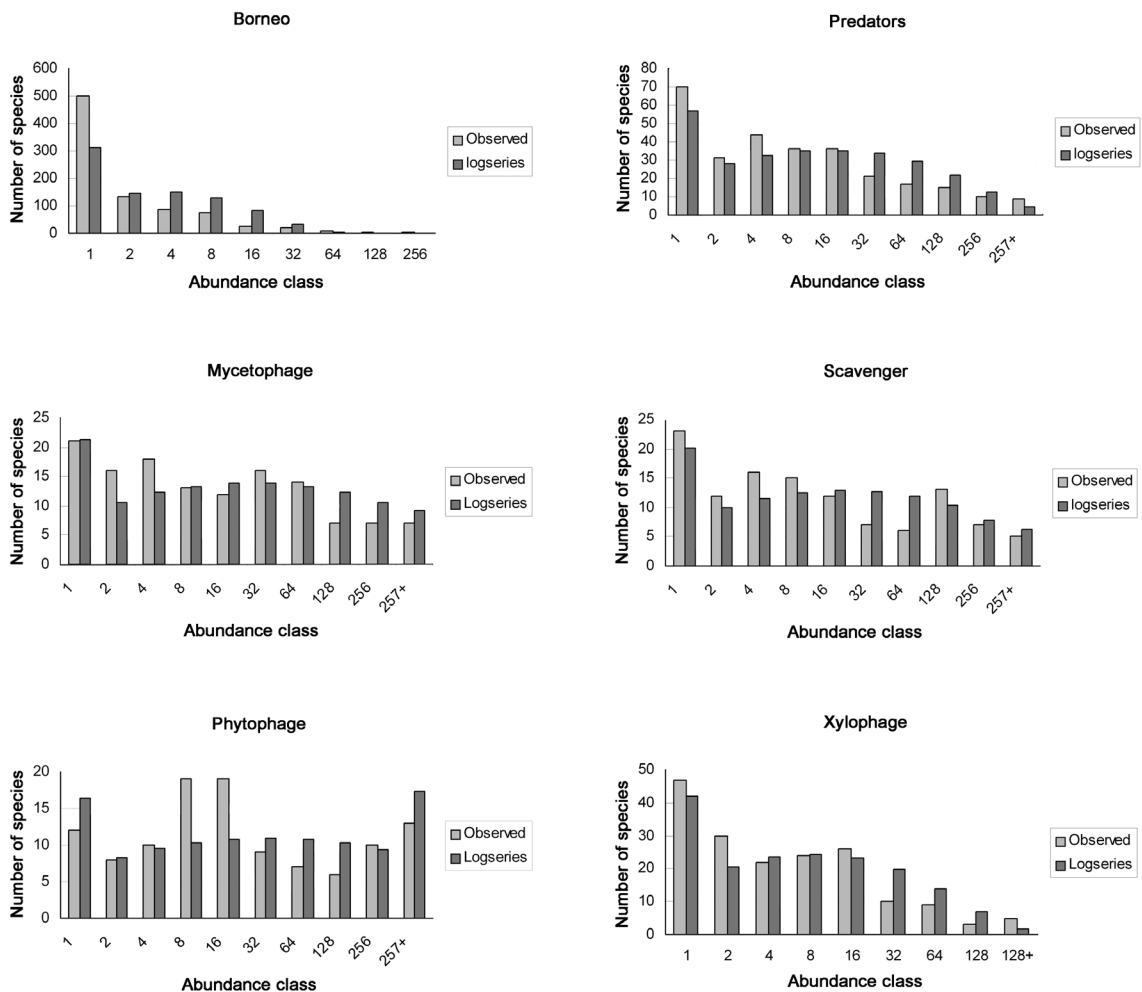 Borneo
Number of species
600
500
400
300
200
100
0
1 2 4 8 16 32 64 128 256
Abundance class
Observed
logseries
Predators
Number of species
80
70
60
50
40
30
20
10
0
1 2 4 8 16 32 64 128 256 257+
Abundance class
Observed
logseries
Mycetophage
Number of species
25
20
15
10
5
0
1 2 4 8 16 32 64 128 256 257+
Abundance class
Observed
Logseries
Scavenger
Number of species
25
20
15
10
5
0
1 2 4 8 16 32 64 128 256 257+
Abundance class
Observed
logseries
Phytophage
Number of species
20
15
10
5
0
1 2 4 8 16 32 64 128 256 257+
Abundance class
Observed
Logseries
Xylophage
Number of species
50
40
30
20
10
0
1 2 4 8 16 32 64 128 128+
Abundance class
Observed
Logseries